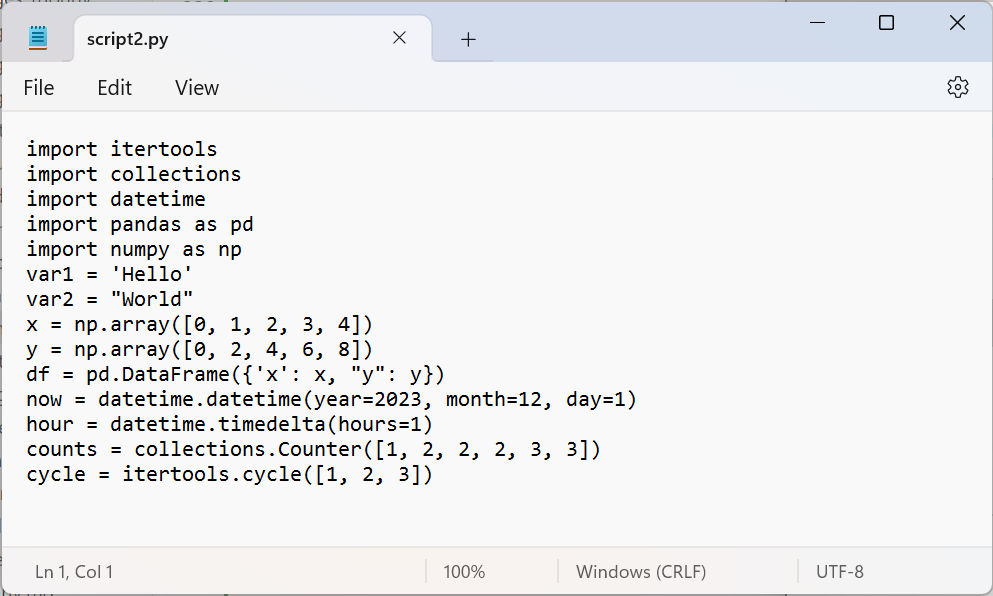 script2.py
File Edit View
import itertools
import collections
import datetime
import pandas as pd
import numpy as np
var1 = 'Hello'
var2 = "World"
x = np.array([0, 1, 2, 3, 4])
y = np.array([0, 2, 4, 6, 8])
df = pd.DataFrame({'x': x, "y": y})
now = datetime.datetime(year=2023, month=12, day=1)
hour = datetime.timedelta(hours=1)
counts = collections.Counter([1, 2, 2, 2, 3, 3])
cycle = itertools.cycle([1, 2, 3])
Ln 1, Col 1 100% Windows (CRLF) UTF-8